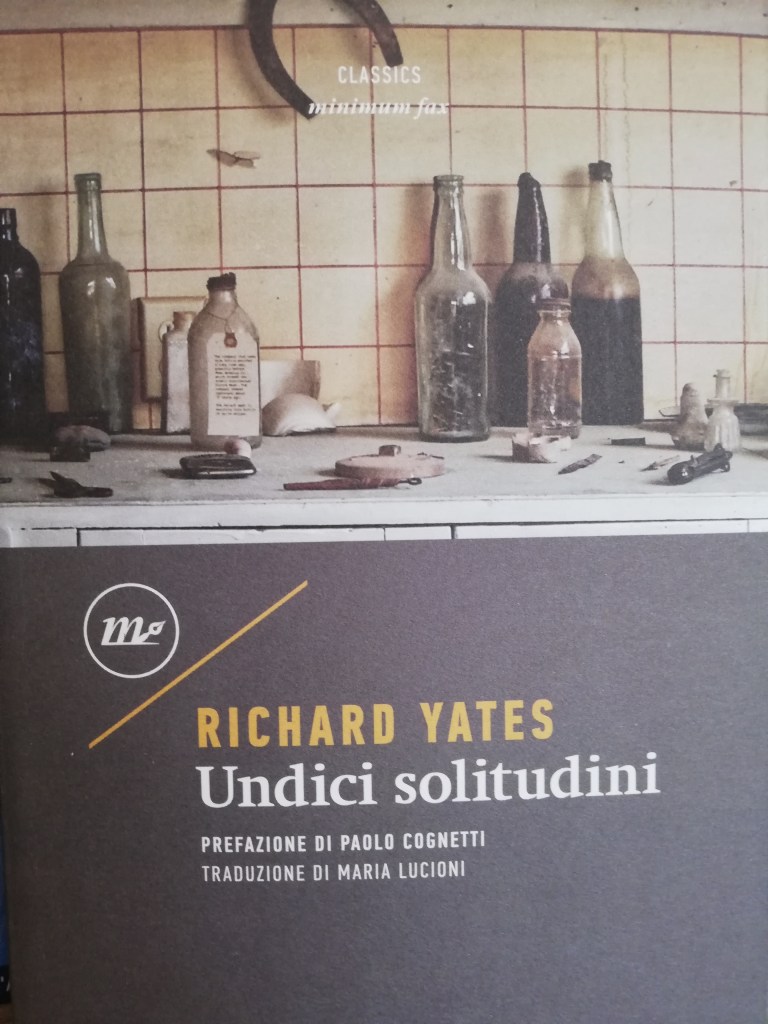 CLASSICS
minimum fax
m
RICHARD YATES
Undici solitudini
PREFAZIONE DI PAOLO COGNETTI
TRADUZIONE DI MARIA LUCIONI